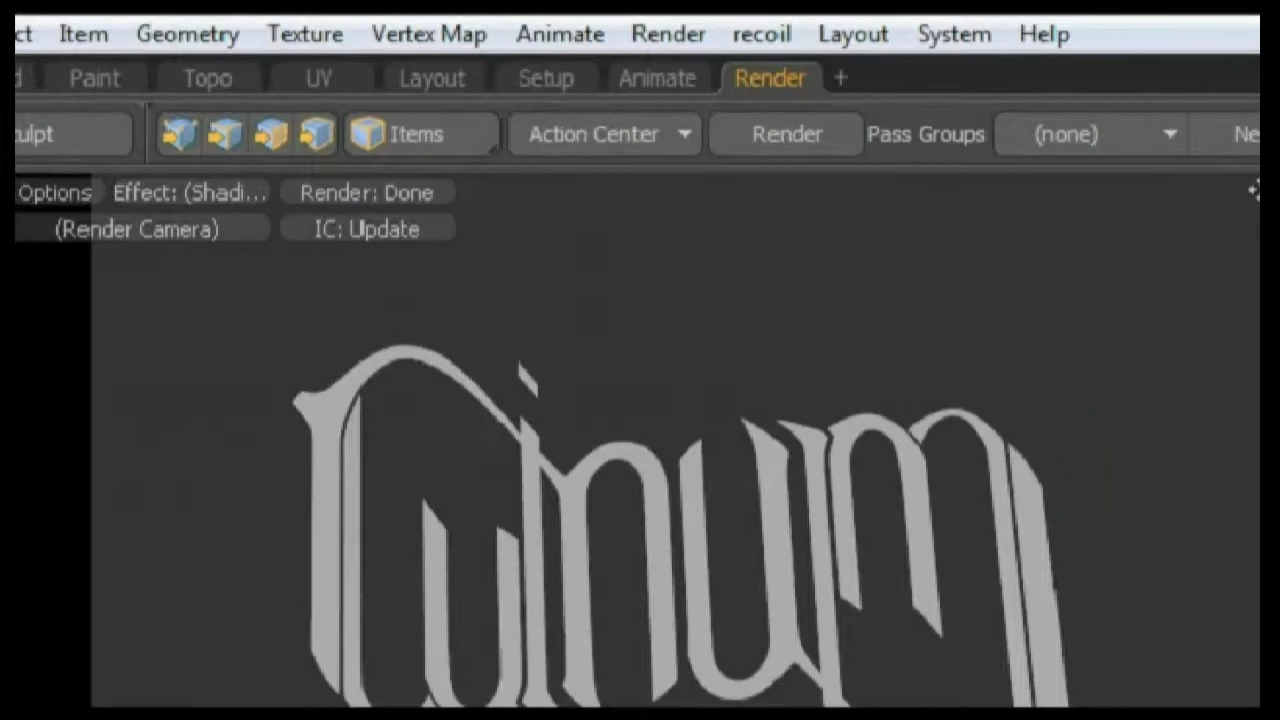 ct Item Geometry Texture Vertex Map Animate Render recoil Layout System Help
d Paint Topo UV Layout Setup Animate Render +
ulpt Items Action Center Render Pass Groups (none) Ne
Options Effect: (Shadi... Render: Done
(Render Camera) IC: Update